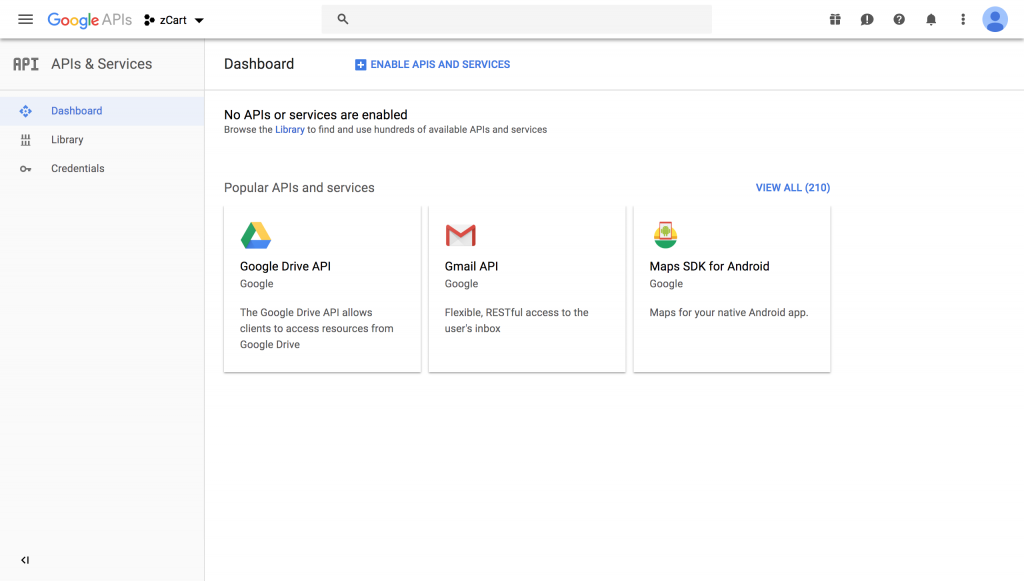 Google APIs zCart
API APIs & Services
Dashboard
ENABLE APIS AND SERVICES
Dashboard
Library
Credentials
No APIs or services are enabled
Browse the Library to find and use hundreds of available APIs and services
Popular APIs and services
VIEW ALL (210)
Google Drive API
Google
The Google Drive API allows
clients to access resources from
Google Drive
Gmail API
Google
Flexible, RESTful access to the
user's inbox
Maps SDK for Android
Google
Maps for your native Android app.